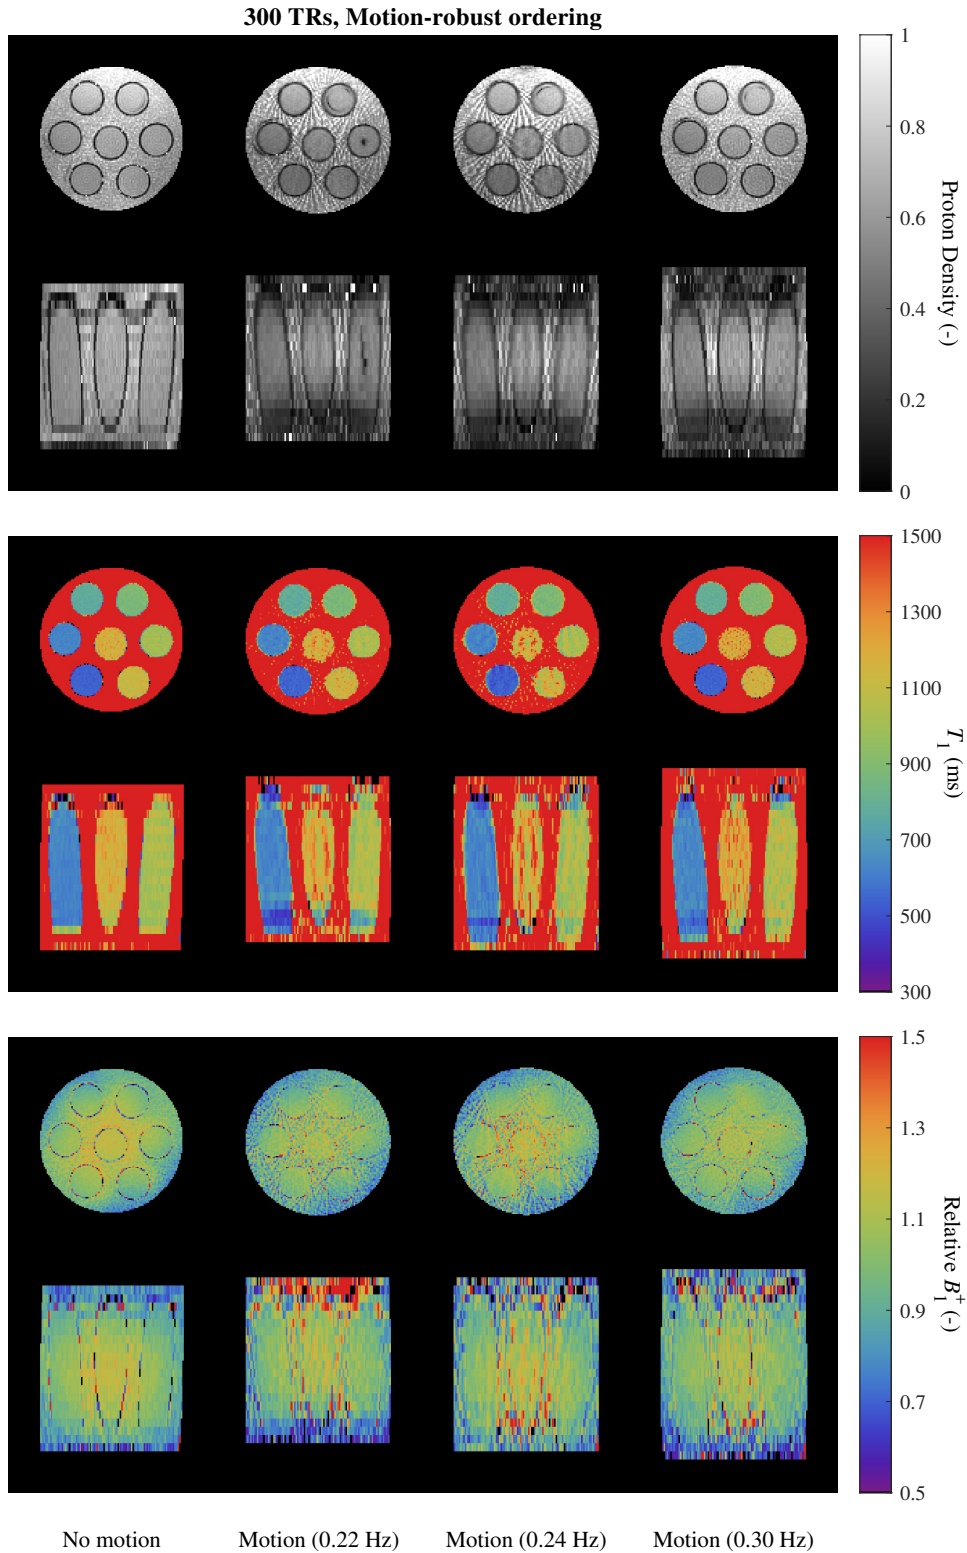 300 TRs, Motion-robust ordering
1
0.8
0.6
0.4
0.2
0
Proton Density (-)
1500
1300
1100
900
700
500
300
T1 (ms)
1.5
1.3
1.1
0.9
0.7
0.5
Relative B1+ (-)
No motion
Motion (0.22 Hz)
Motion (0.24 Hz)
Motion (0.30 Hz)